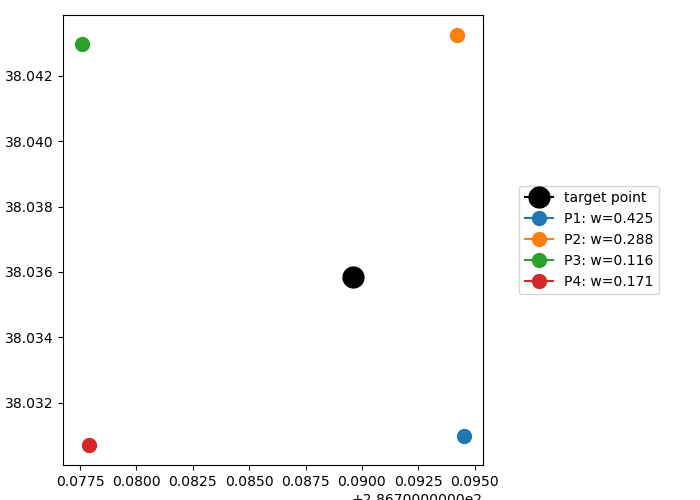 38.042
38.040
38.038
38.036
38.034
38.032
0.0775 0.0800 0.0825 0.0850 0.0875 0.0900 0.0925 0.0950
+2.8670000000e2
target point
P1: w=0.425
P2: w=0.288
P3: w=0.116
P4: w=0.171